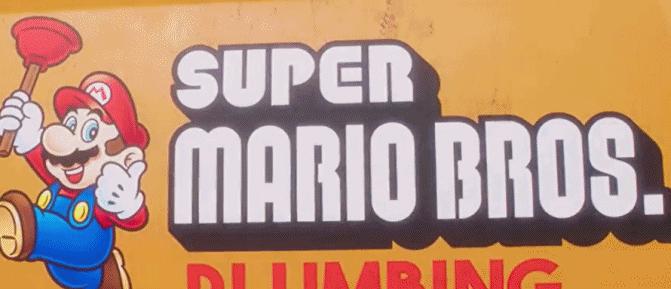 SUPER
MARIO BROS.
PLUMBING